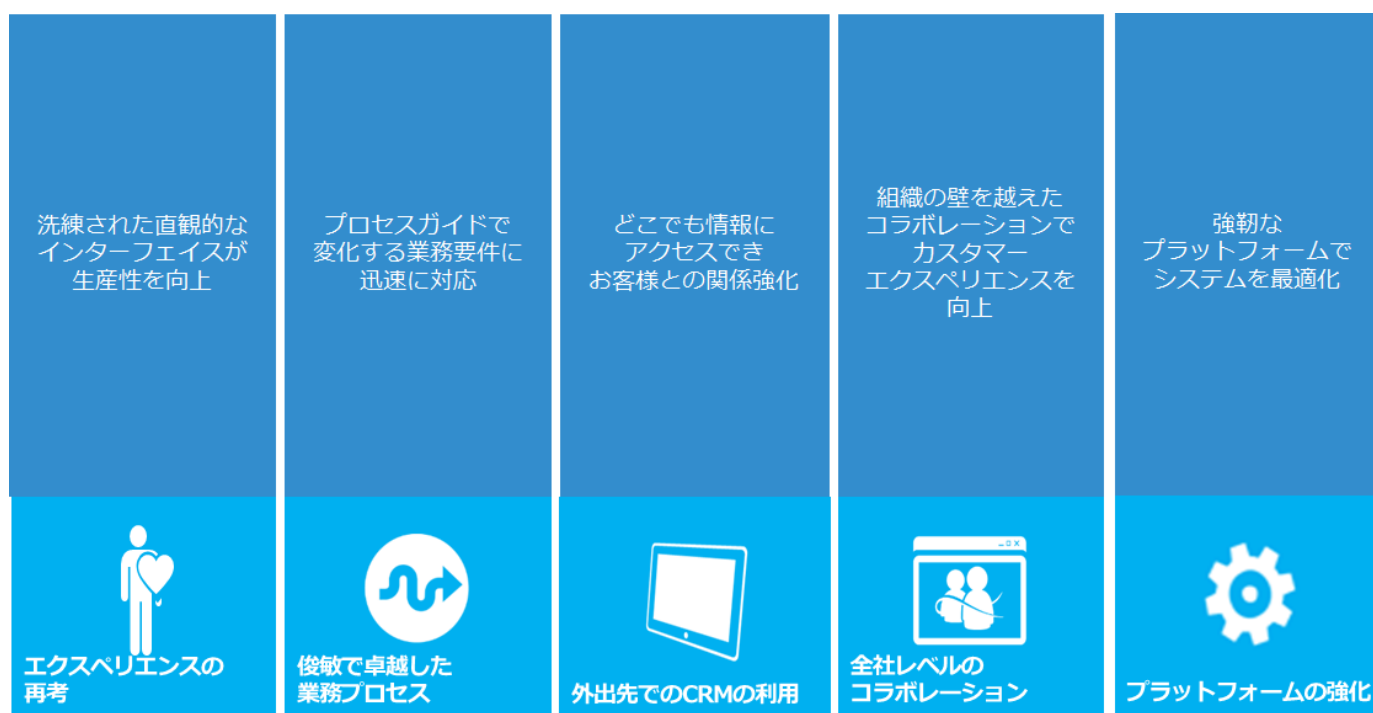 洗練された直観的な
インターフェイスが
生産性を向上
プロセスガイドで
変化する業務要件に
迅速に対応
どこでも情報に
アクセスでき
お客様との関係強化
組織の壁を越えた
コラボレーションで
カスタマー
エクスペリエンスを
向上
強靭な
プラットフォームで
システムを最適化
エクスペリエンスの
再考
俊敏で卓越した
業務プロセス
外出先でのCRMの利用
全社レベルの
コラボレーション
プラットフォームの強化